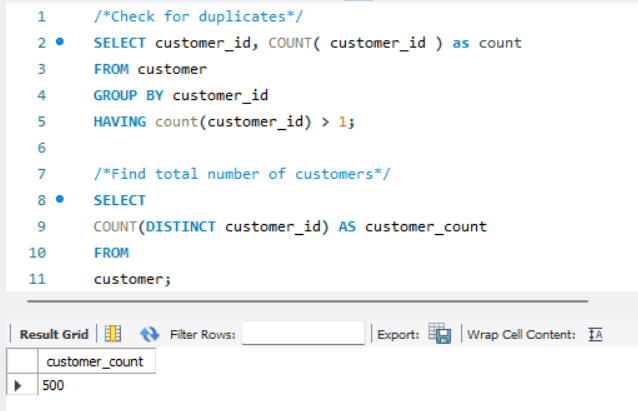 1 /*Check for duplicates*/
2 SELECT customer_id, COUNT( customer_id ) as count
3 FROM customer
4 GROUP BY customer_id
5 HAVING count(customer_id) > 1;
6
7 /*Find total number of customers*/
8 SELECT
9 COUNT(DISTINCT customer_id) AS customer_count
10 FROM
11 customer;
Result Grid Filter Rows: Export: Wrap Cell Content: IA
customer_count
500